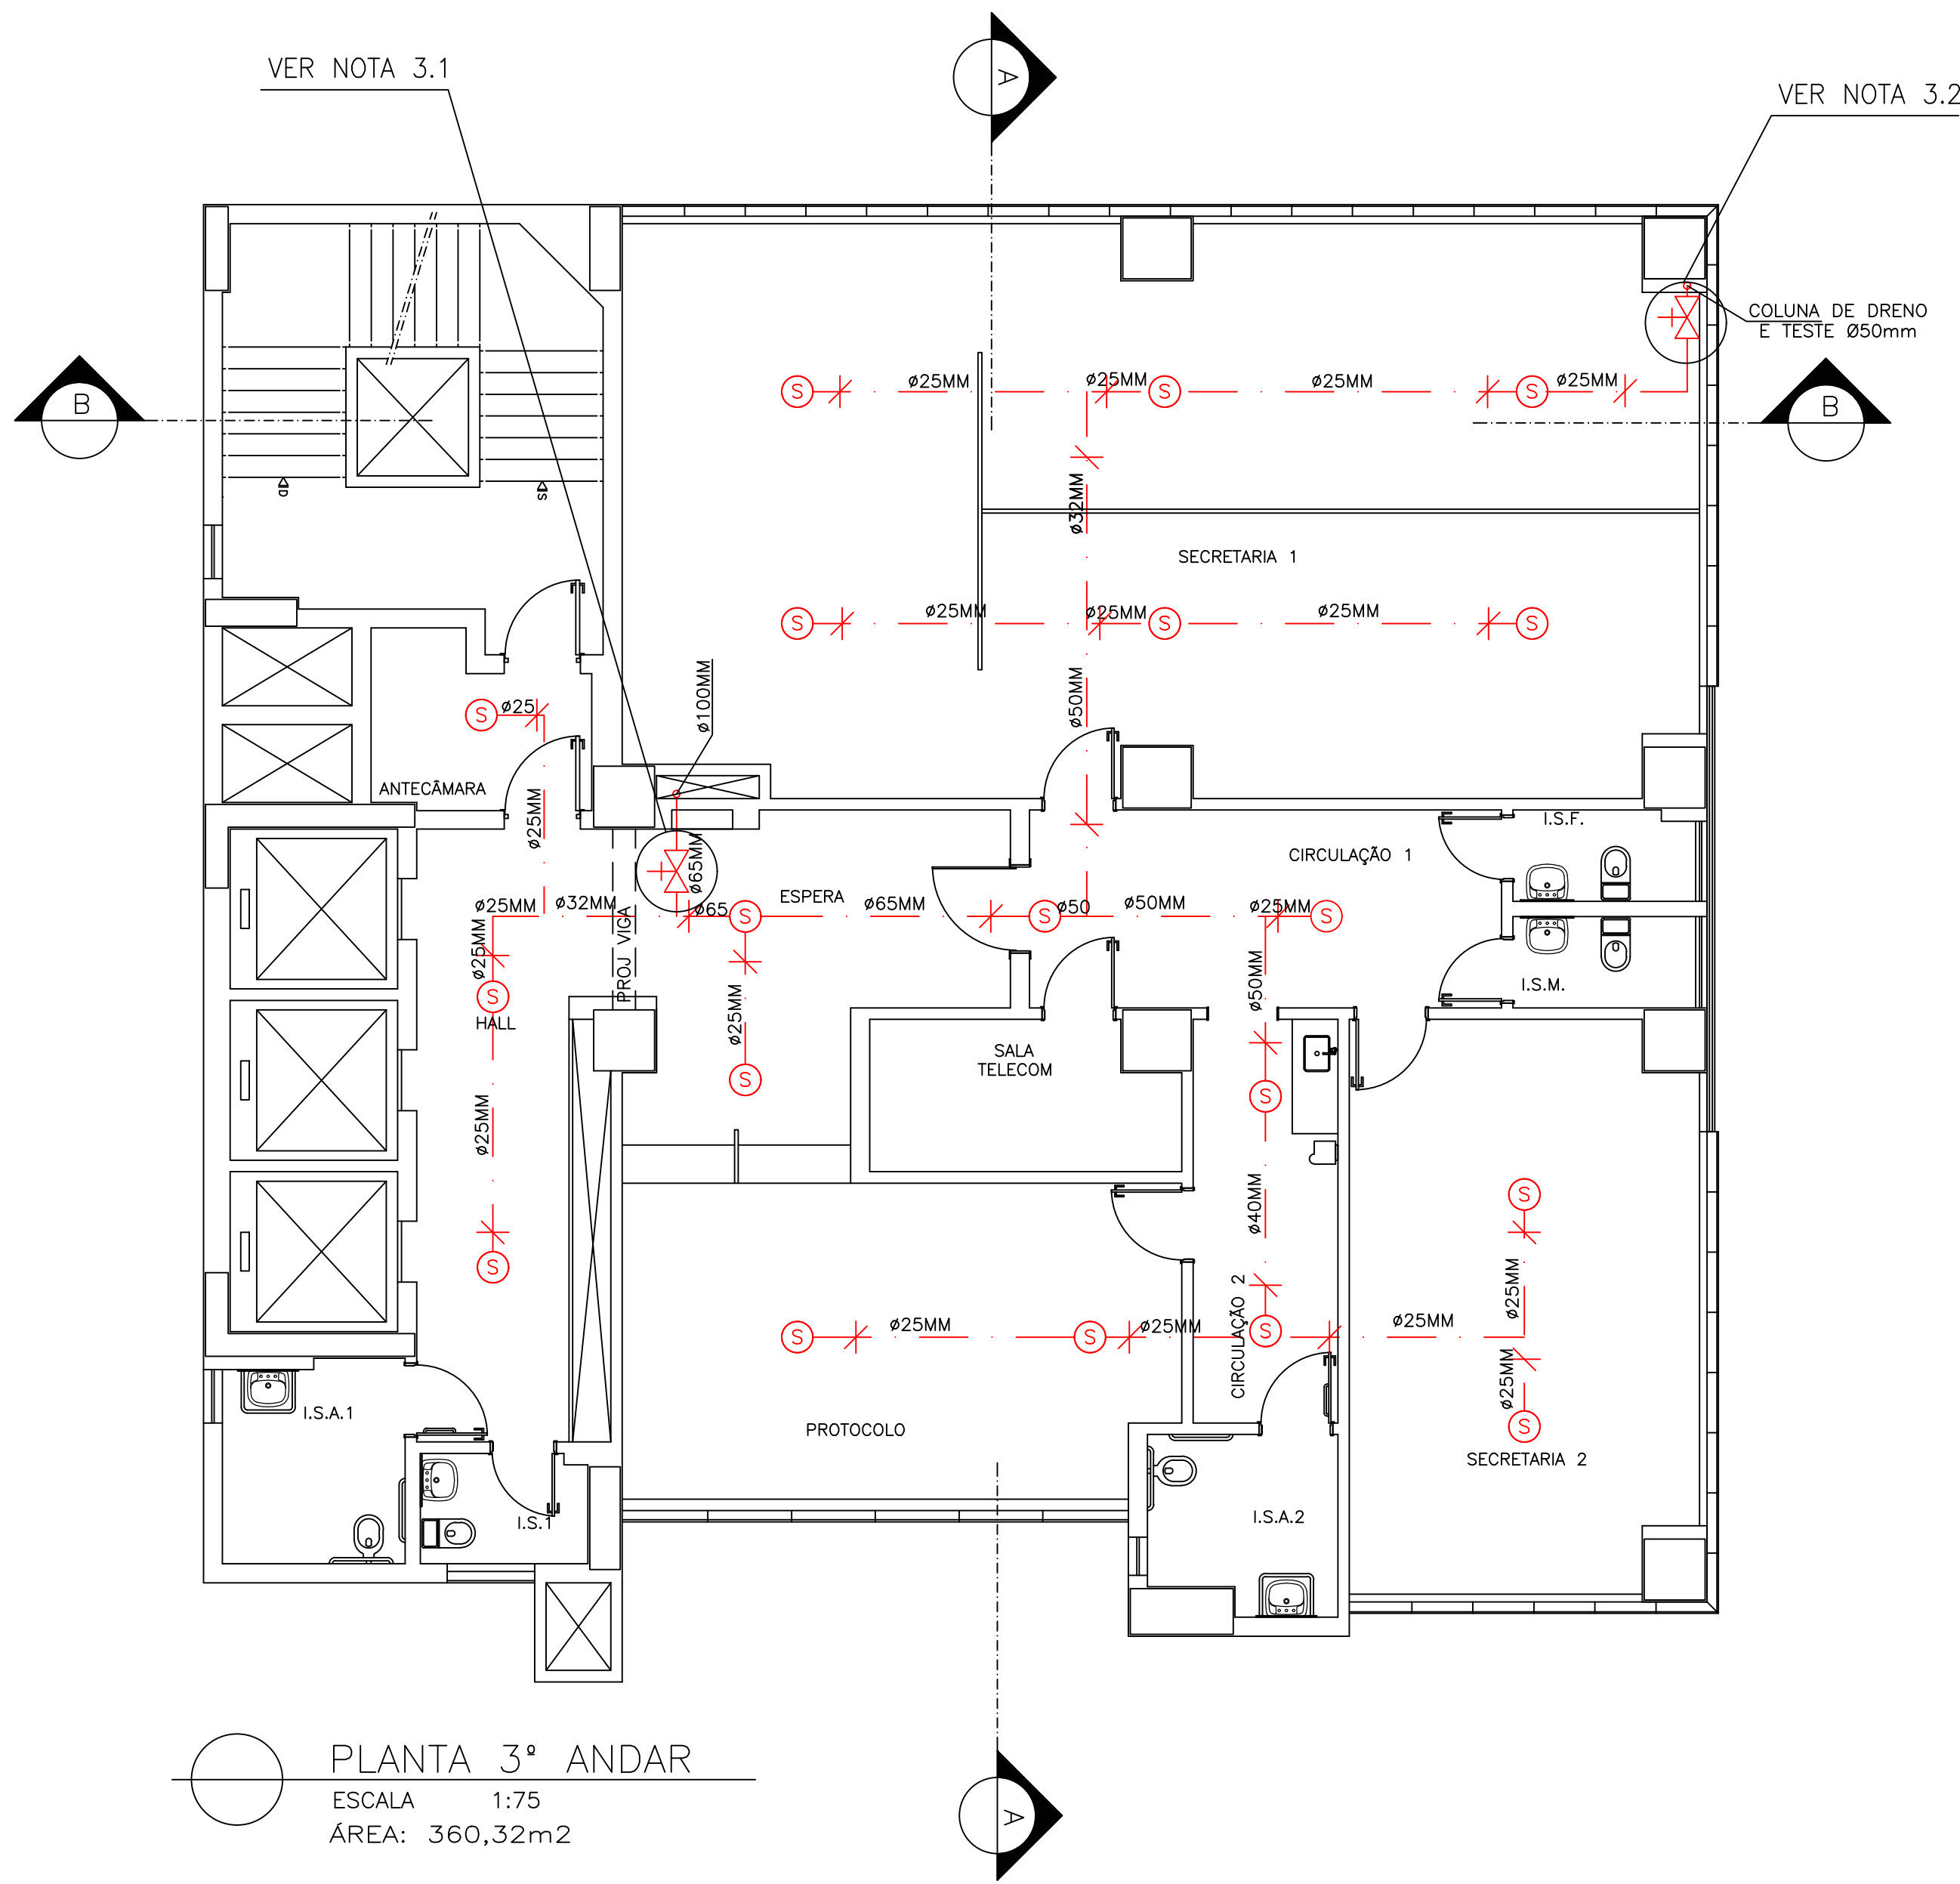 VER NOTA 3.1
A
VER NOTA 3.2
COLUNA DE DRENO
E TESTE Ø50mm
B
B
S
ø25MM
ø25MM
S
ø25MM
S
ø25MM
D
S
ø32MM
SECRETARIA 1
S
ø25MM
ø25MM
S
ø25MM
S
ø100MM
ø50MM
S
ø25
ANTECÂMARA
ø25MM
I.S.F.
CIRCULAÇÃO 1
ø65MM
ESPERA
ø25MM
ø32MM
ø65
S
ø65MM
S
ø50
ø50MM
ø25MM
S
PROJ VIGA
ø25MM
S
HALL
ø25MM
ø50MM
I.S.M.
SALA
TELECOM
S
S
ø25MM
ø40MM
S
S
ø25MM
CIRCULAÇÃO 2
S
ø25MM
S
ø25MM
S
ø25MM
ø25MM
S
I.S.A.1
PROTOCOLO
SECRETARIA 2
I.S.1
I.S.A.2
PLANTA 3º ANDAR
ESCALA 1:75
ÁREA: 360,32m2
A